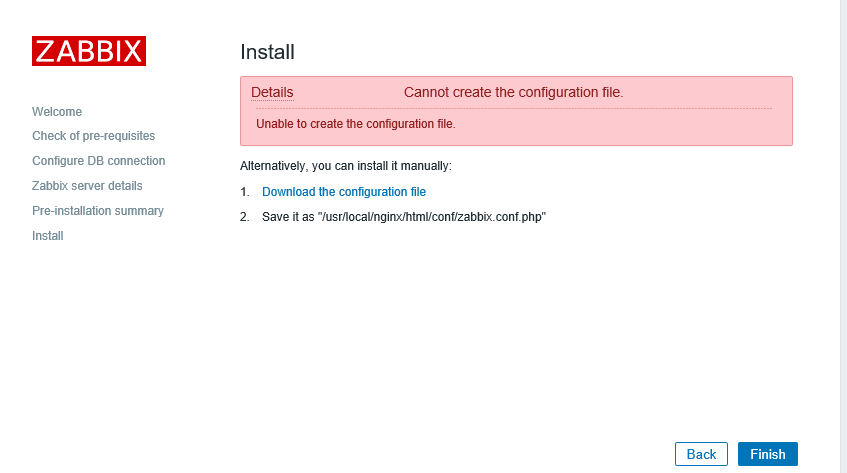 ZABBIX
Install
Details Cannot create the configuration file.
Unable to create the configuration file.
Welcome
Check of pre-requisites
Configure DB connection
Zabbix server details
Pre-installation summary
Install
Alternatively, you can install it manually:
1. Download the configuration file
2. Save it as "/usr/local/nginx/html/conf/zabbix.conf.php"
Back Finish